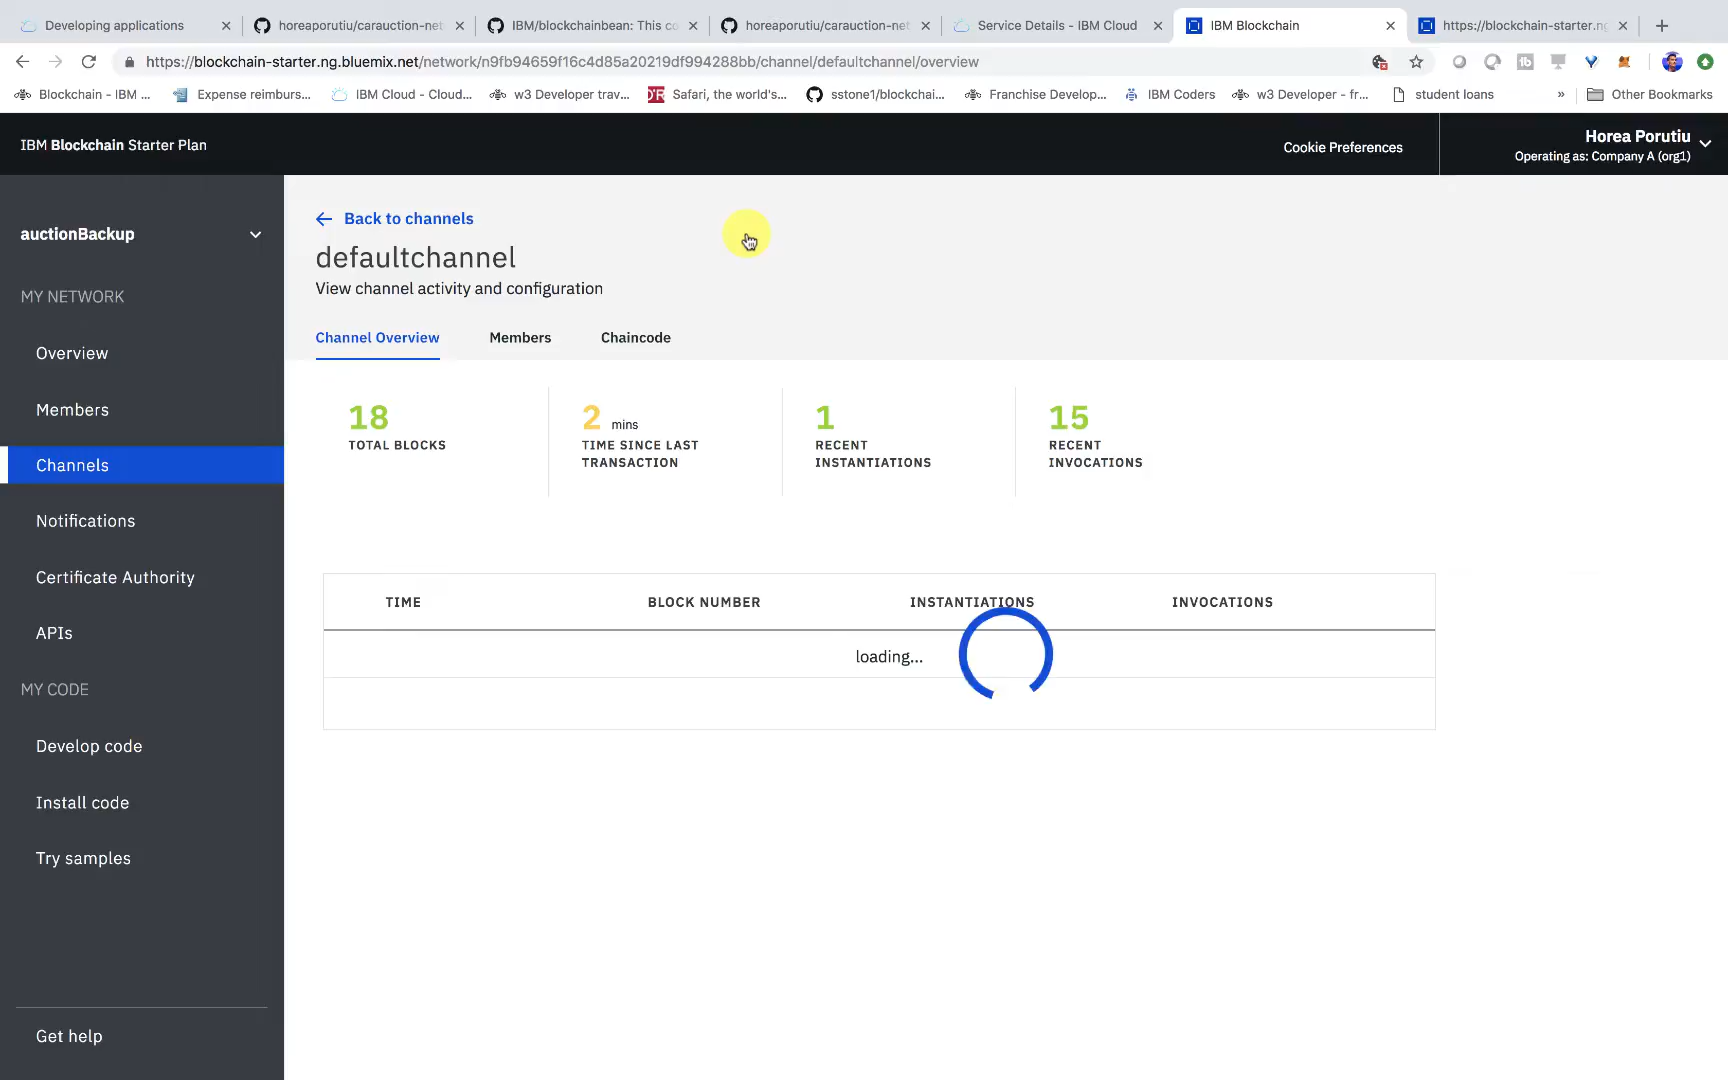 Developing applications
horeaporutiu/carauction-net
IBM/blockchainbean: This co
horeaporutiu/carauction-net
Service Details - IBM Cloud
IBM Blockchain
https://blockchain-starter.ng
https://blockchain-starter.ng.bluemix.net/network/n9fb94659f16c4d85a20219df994288bb/channel/defaultchannel/overview
Blockchain - IBM ...
Expense reimburs...
IBM Cloud - Cloud...
w3 Developer trav...
Safari, the world's...
sstone1/blockchai...
Franchise Develop...
IBM Coders
w3 Developer - fr...
student loans
»
Other Bookmarks
IBM Blockchain Starter Plan
Cookie Preferences
Horea Porutiu
Operating as: Company A (org1)
auctionBackup
MY NETWORK
Overview
Members
Channels
Notifications
Certificate Authority
APIs
MY CODE
Develop code
Install code
Try samples
Get help
Back to channels
defaultchannel
View channel activity and configuration
Channel Overview
Members
Chaincode
18
TOTAL BLOCKS
2 mins
TIME SINCE LAST
TRANSACTION
1
RECENT
INSTANTIATIONS
15
RECENT
INVOCATIONS
TIME
BLOCK NUMBER
INSTANTIATIONS
INVOCATIONS
loading...